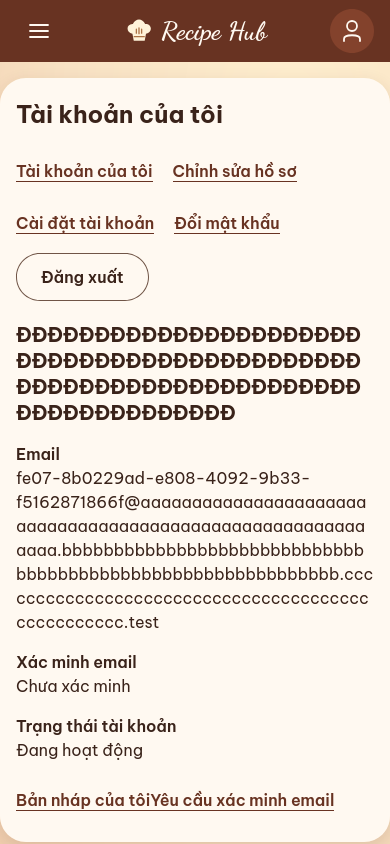 Recipe Hub
Tài khoản của tôi
Tài khoản của tôi Chỉnh sửa hồ sơ
Cài đặt tài khoản Đổi mật khẩu
Đăng xuất
ĐĐĐĐĐĐĐĐĐĐĐĐĐĐĐĐĐĐĐĐĐĐ
ĐĐĐĐĐĐĐĐĐĐĐĐĐĐĐĐĐĐĐĐĐĐ
ĐĐĐĐĐĐĐĐĐĐĐĐĐĐĐĐĐĐĐĐĐĐ
ĐĐĐĐĐĐĐĐĐĐĐĐĐĐ
Email
fe07-8b0229ad-e808-4092-9b33-
f5162871866f@aaaaaaaaaaaaaaaaaaaaaa
aaaaaaaaaaaaaaaaaaaaaaaaaaaaaaaaaa
aaaa.bbbbbbbbbbbbbbbbbbbbbbbbbbbbb
bbbbbbbbbbbbbbbbbbbbbbbbbbbbbbb.ccc
cccccccccccccccccccccccccccccccccccc
ccccccccccc.test
Xác minh email
Chưa xác minh
Trạng thái tài khoản
Đang hoạt động
Bản nháp của tôiYêu cầu xác minh email